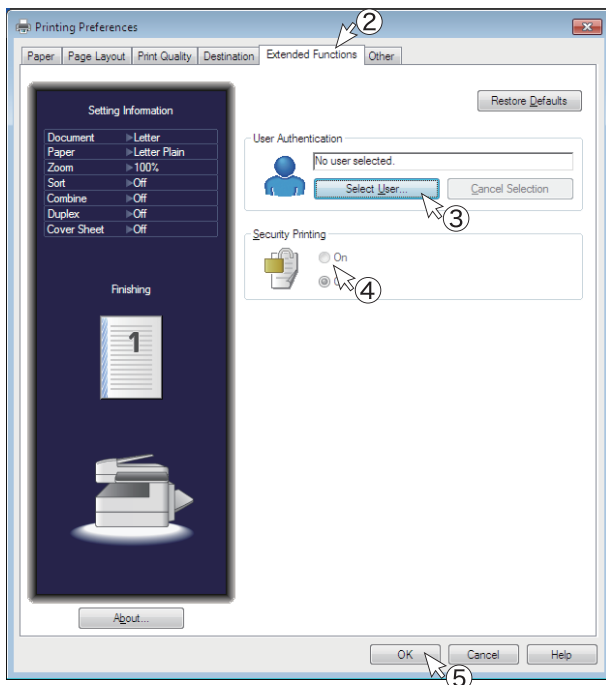 Printing Preferences
②
Paper Page Layout Print Quality Destination Extended Functions Other
Restore Defaults
Setting Information
Document Letter
Paper Letter Plain
Zoom 100%
Sort Off
Combine Off
Duplex Off
Cover Sheet Off
Finishing
1
User Authentication
No user selected.
Select User... Cancel Selection
③
Security Printing
On
④
About...
OK Cancel Help
⑤